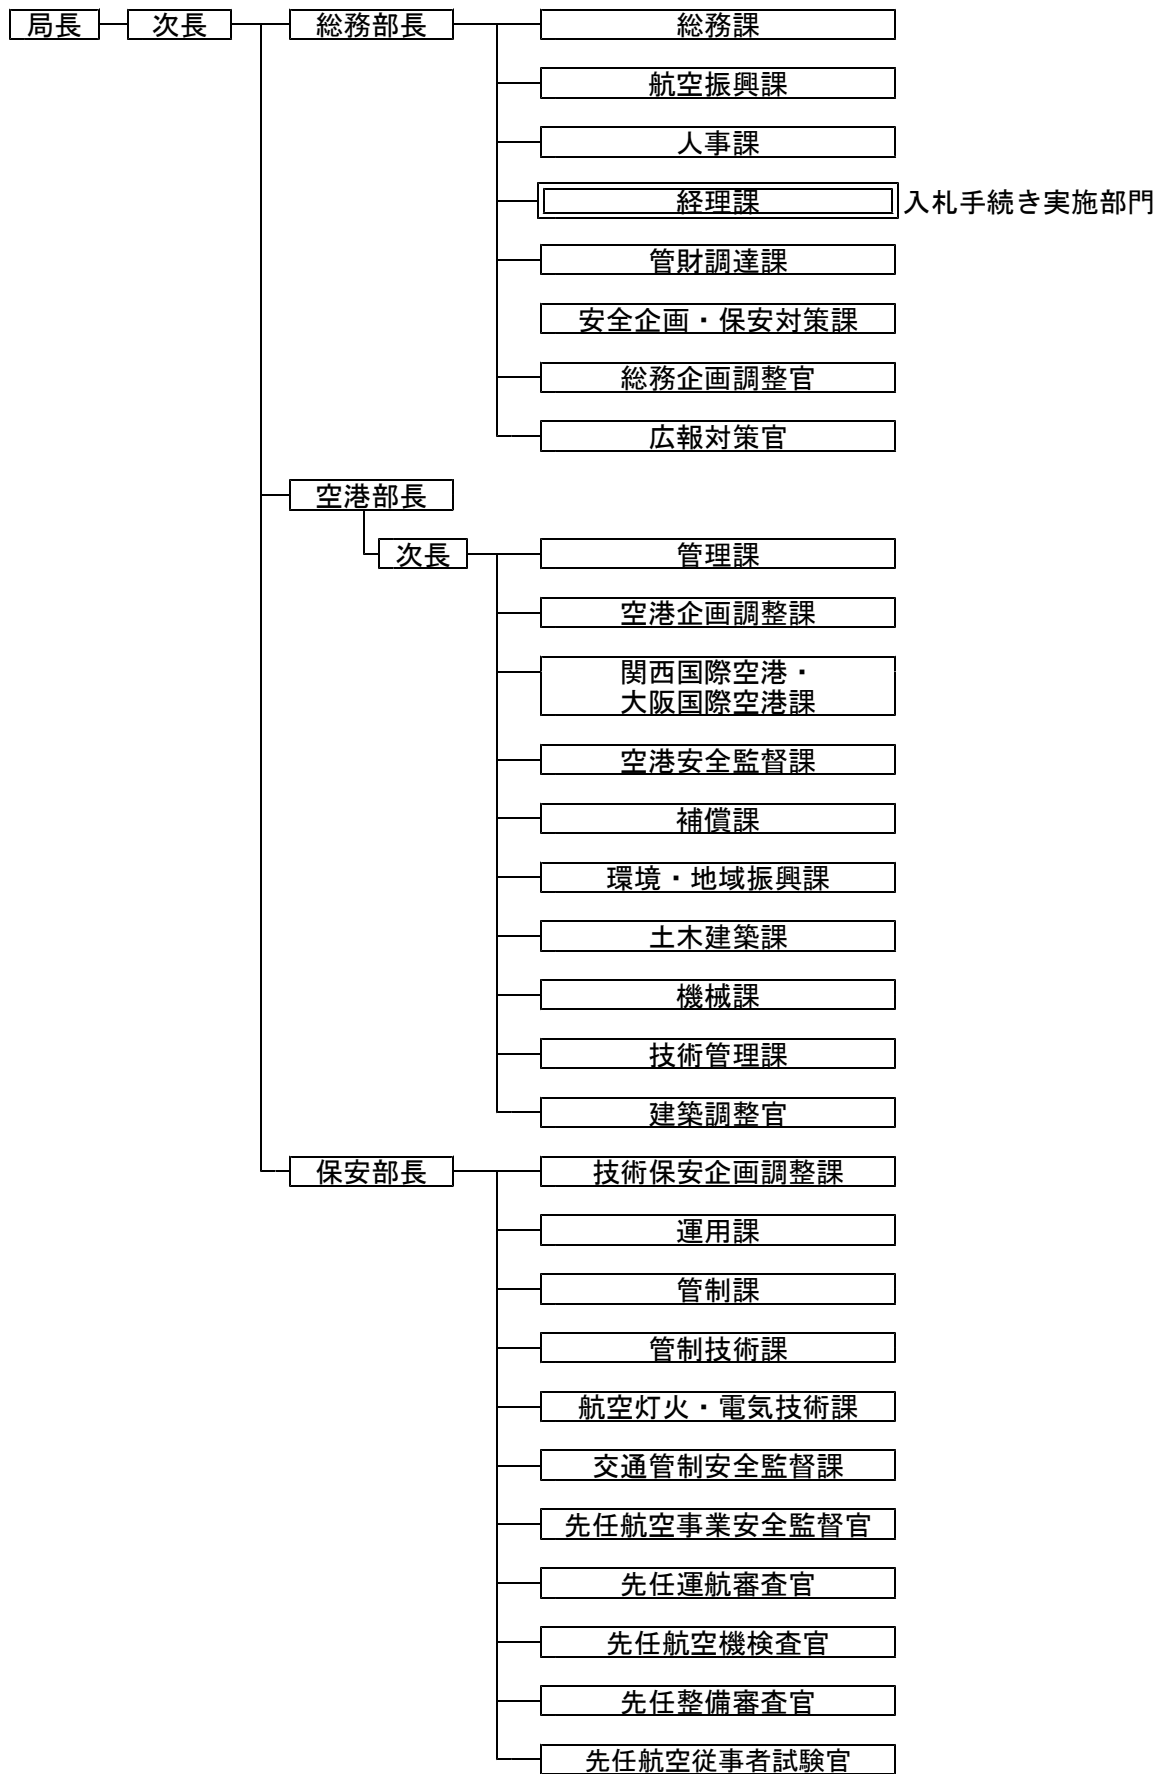 局長
次長
総務部長
総務課
航空振興課
人事課
経理課
入札手続き実施部門
管財調達課
安全企画・保安対策課
総務企画調整官
広報対策官
空港部長
次長
管理課
空港企画調整課
関西国際空港・
大阪国際空港課
空港安全監督課
補償課
環境・地域振興課
土木建築課
機械課
技術管理課
建築調整官
保安部長
技術保安企画調整課
運用課
管制課
管制技術課
航空灯火・電気技術課
交通管制安全監督課
先任航空事業安全監督官
先任運航審査官
先任航空機検査官
先任整備審査官
先任航空従事者試験官